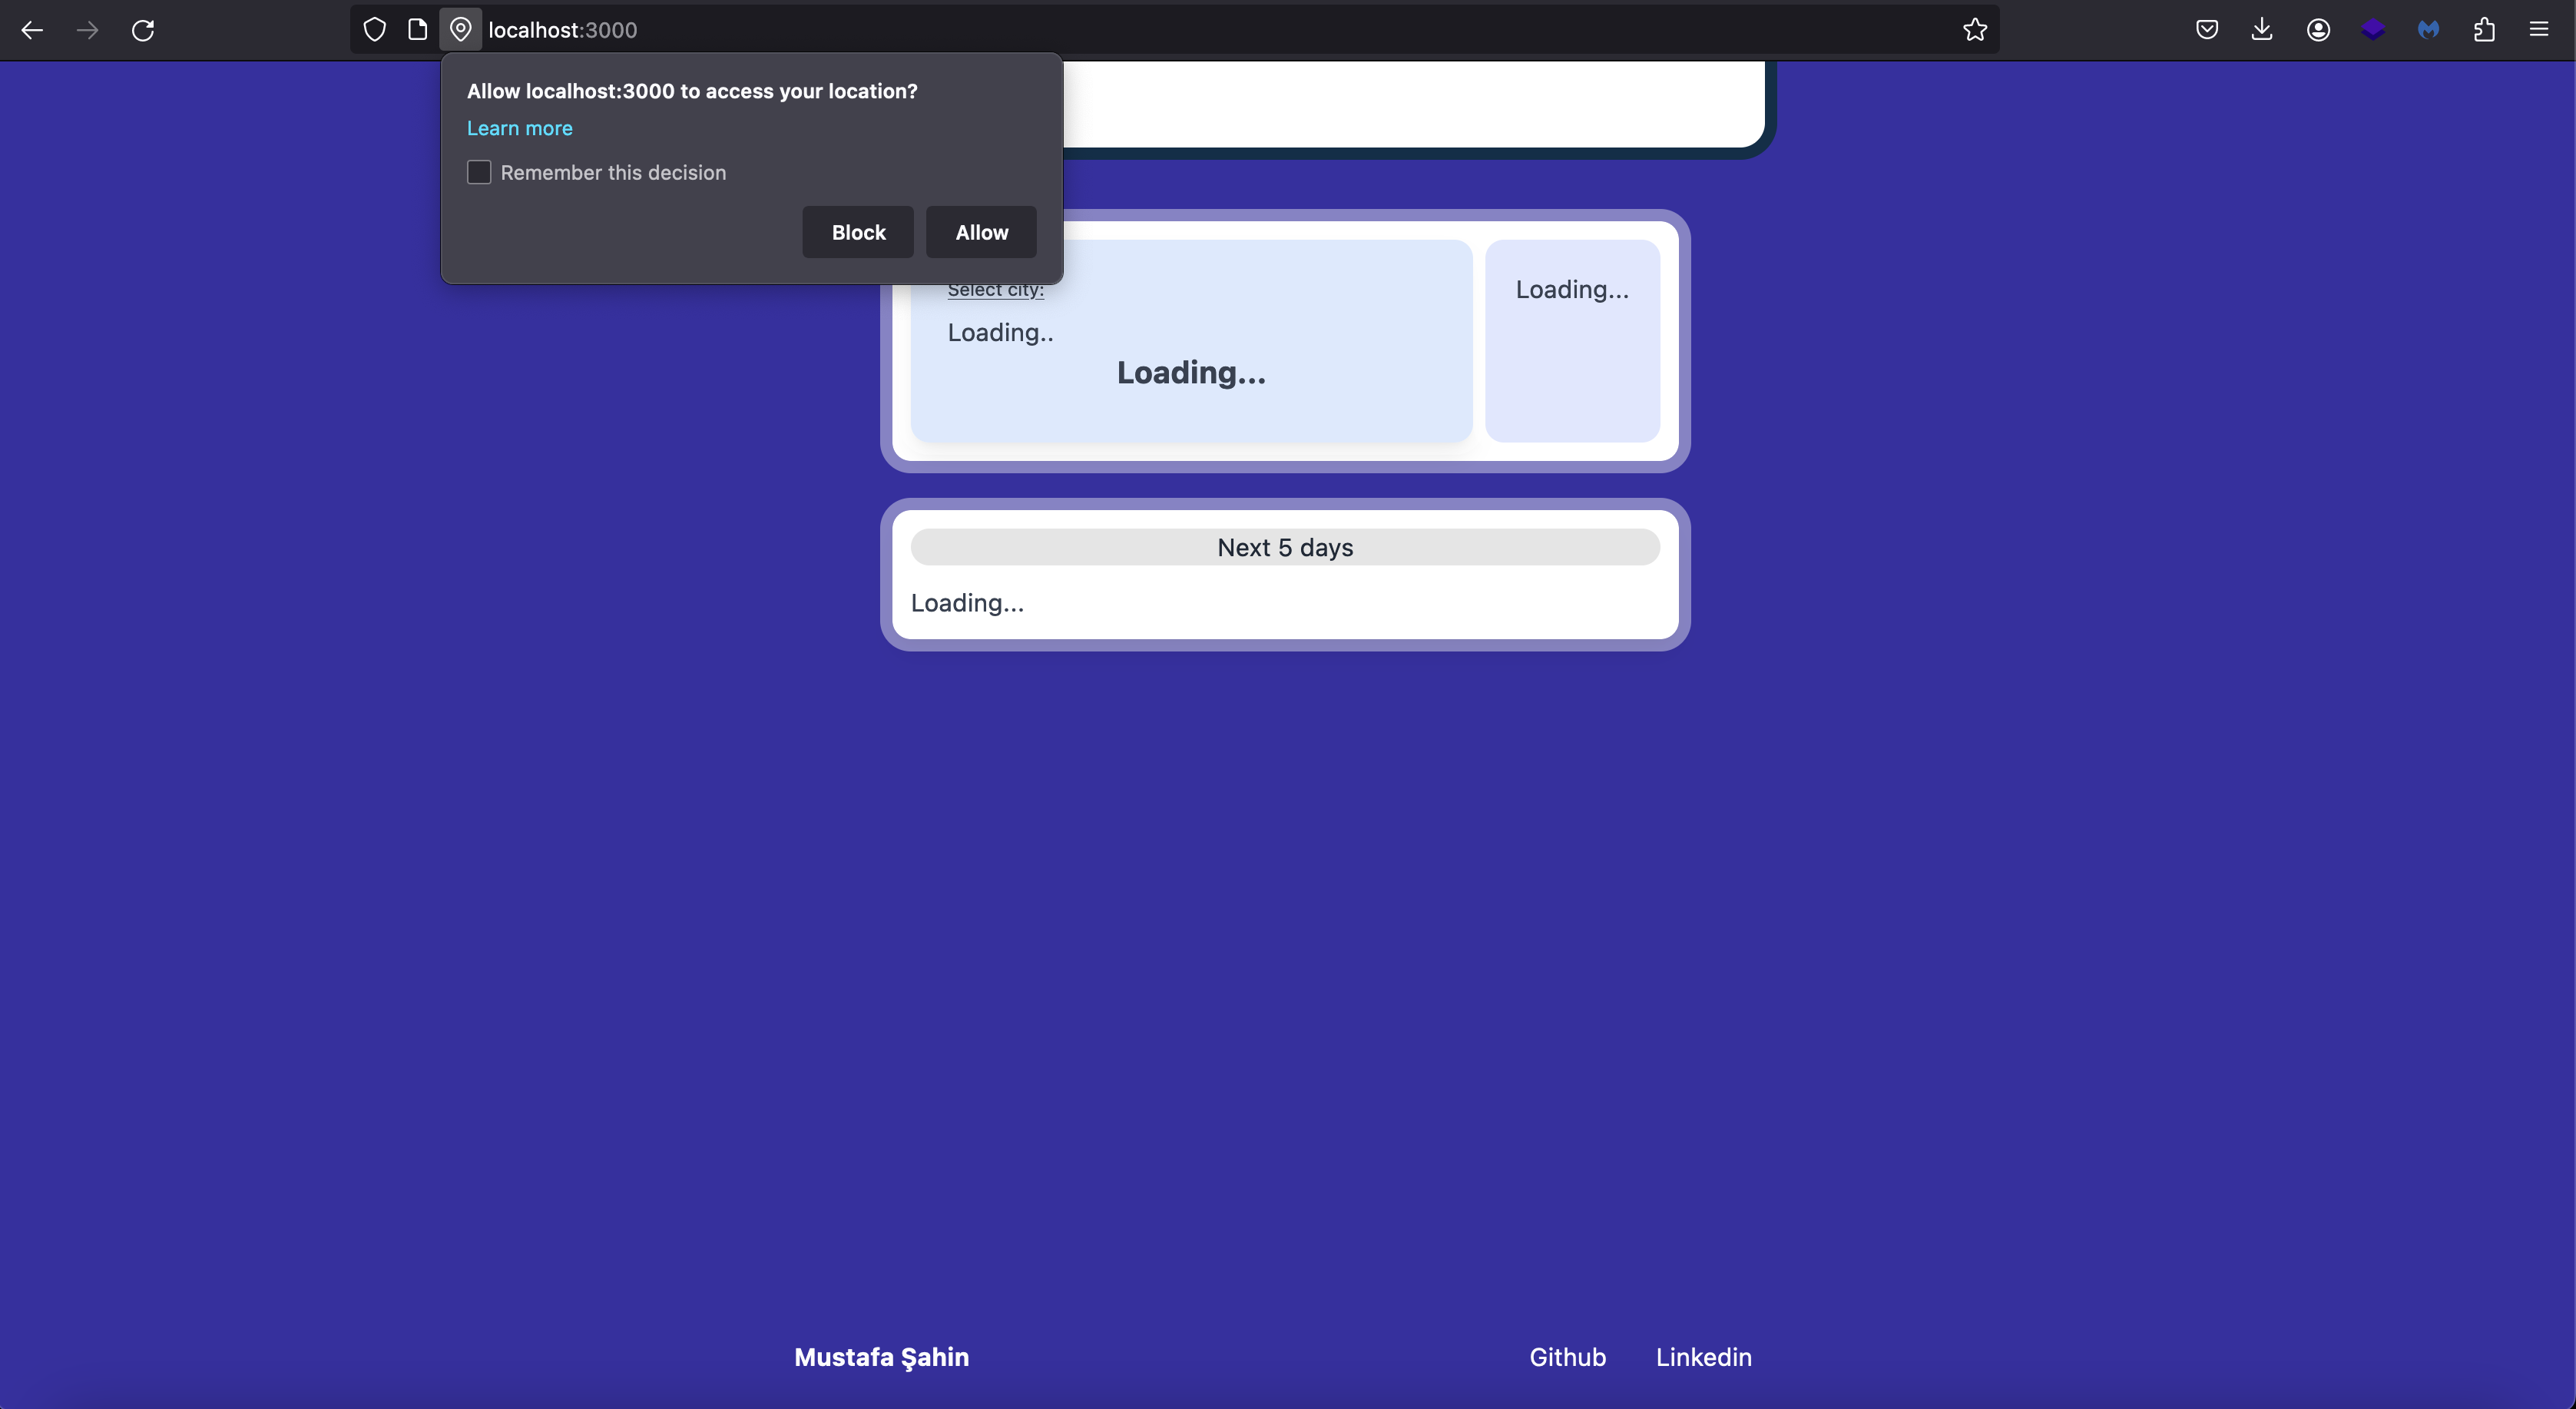 localhost:3000
Allow localhost:3000 to access your location?
Learn more
Remember this decision
Block
Allow
Select city:
Loading..
Loading...
Loading...
Next 5 days
Loading...
Mustafa Şahin
Github
Linkedin